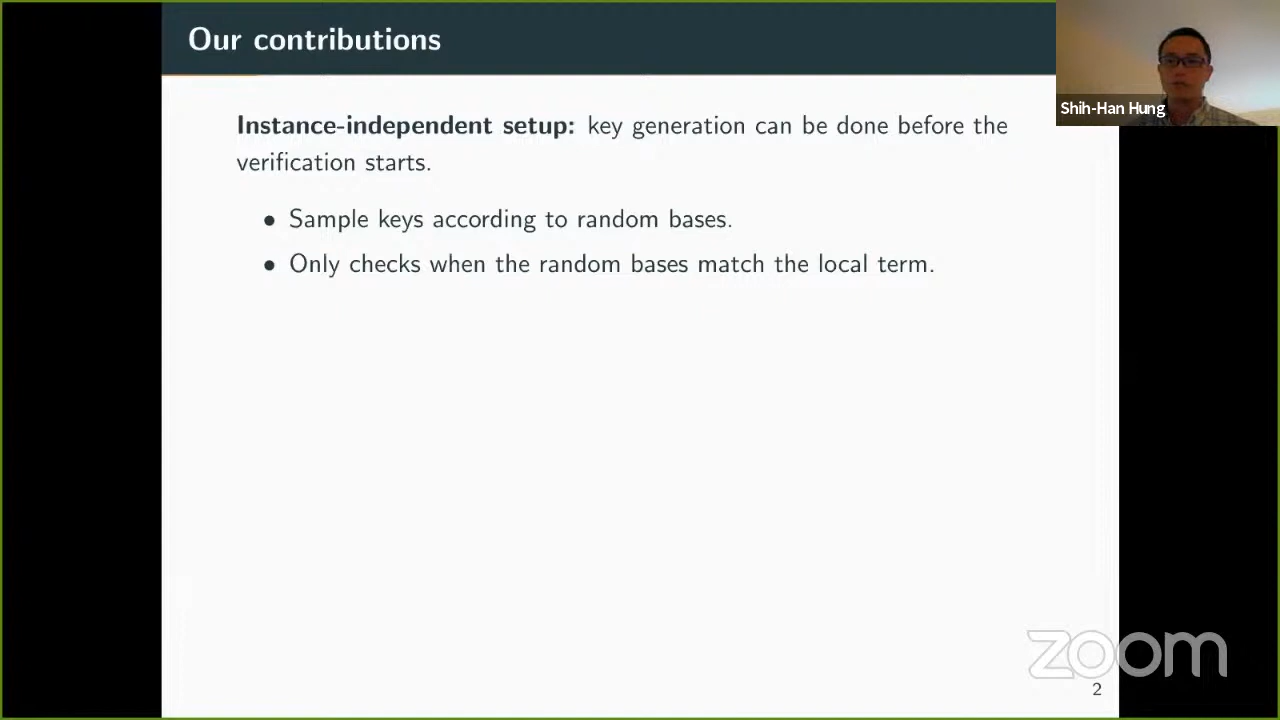 Our contributions
Shih-Han Hung
Instance-independent setup: key generation can be done before the
verification starts.
• Sample keys according to random bases.
• Only checks when the random bases match the local term.
zoom
2